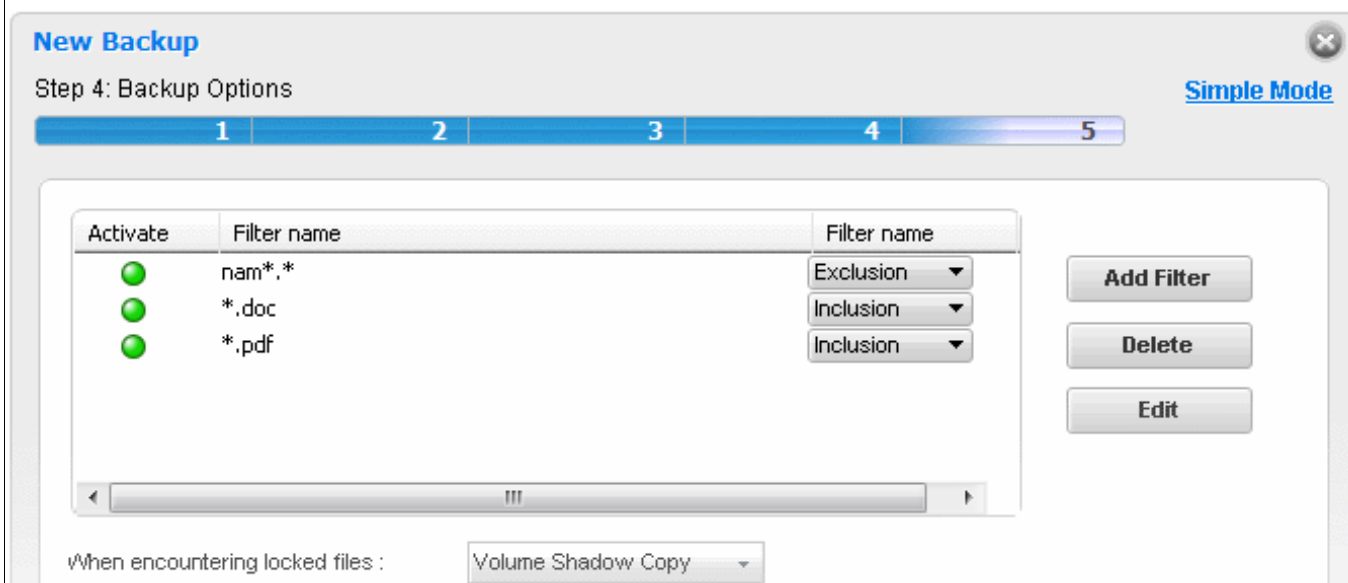 New Backup
Step 4: Backup Options
Simple Mode
1 2 3 4 5
Activate Filter name Filter name
nam*.* Exclusion
*.doc Inclusion
*.pdf Inclusion
Add Filter
Delete
Edit
When encountering locked files : Volume Shadow Copy